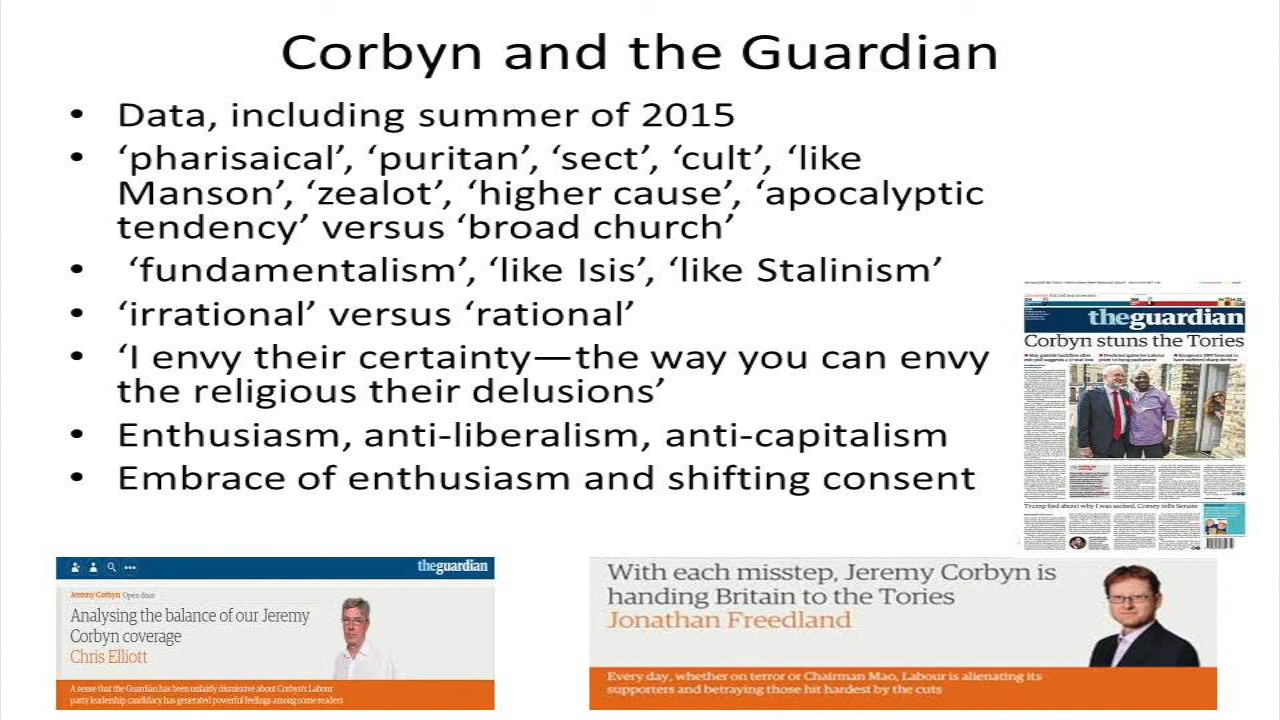 Corbyn and the Guardian
• Data, including summer of 2015
• ‘pharisaical’, ‘puritan’, ‘sect’, ‘cult’, ‘like
Manson’, ‘zealot’, ‘higher cause’, ‘apocalyptic
tendency’ versus ‘broad church’
• ‘fundamentalism’, ‘like Isis’, ‘like Stalinism’
• ‘irrational’ versus ‘rational’
• ‘I envy their certainty—the way you can envy
the religious their delusions’
• Enthusiasm, anti-liberalism, anti-capitalism
• Embrace of enthusiasm and shifting consent
theguardian
Corbyn stuns the Tories
Trump lied about why I was sacked, Comey tells Senate
theguardian
Jeremy Corbyn Open door
Analysing the balance of our Jeremy
Corbyn coverage
Chris Elliott
A sense that the Guardian has been unfairly dismissive about Corbyn's Labour
party leadership candidacy has generated powerful feelings among some readers
With each misstep, Jeremy Corbyn is
handing Britain to the Tories
Jonathan Freedland
Every day, whether on terror or Chairman Mao, Labour is alienating its
supporters and betraying those hit hardest by the cuts